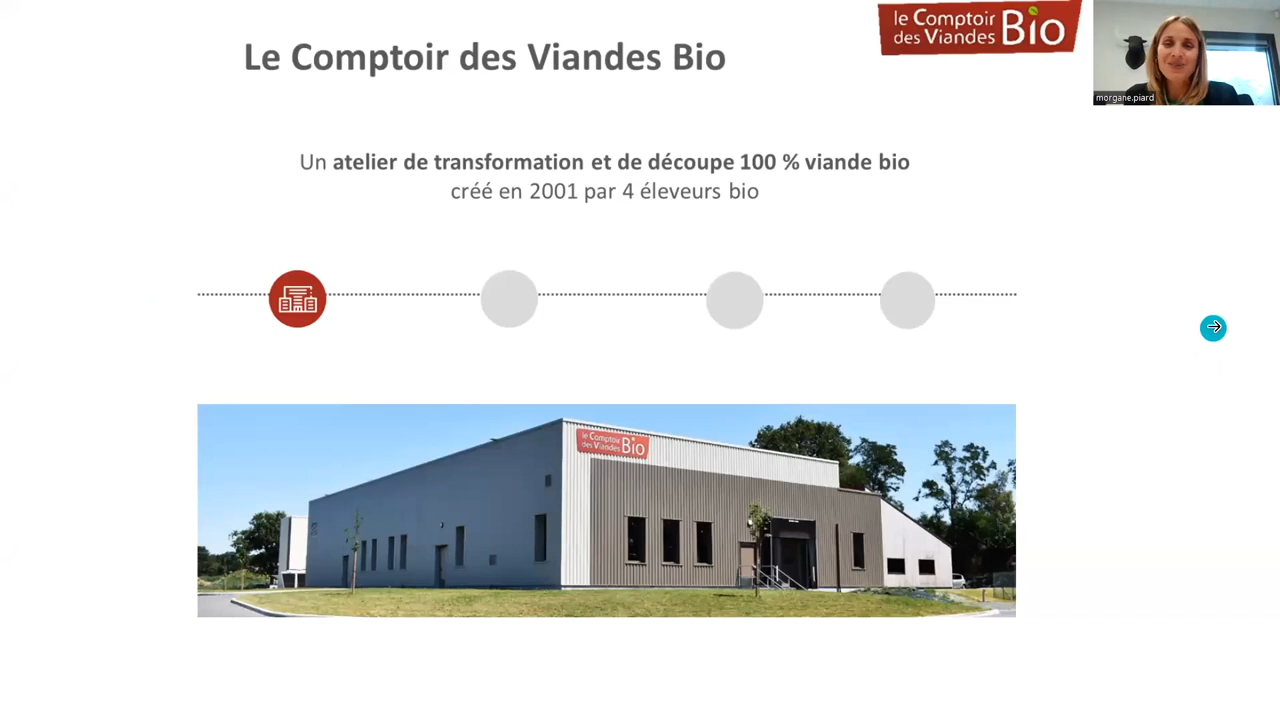 Le Comptoir des Viandes Bio
le Comptoir
des Viandes Bio
morgane.piard
Un atelier de transformation et de découpe 100 % viande bio
créé en 2001 par 4 éleveurs bio
le Comptoir
des Viandes Bio